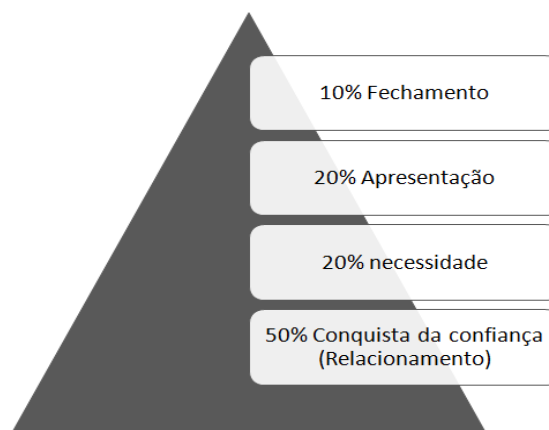 10% Fechamento
20% Apresentação
20% necessidade
50% Conquista da confiança
(Relacionamento)